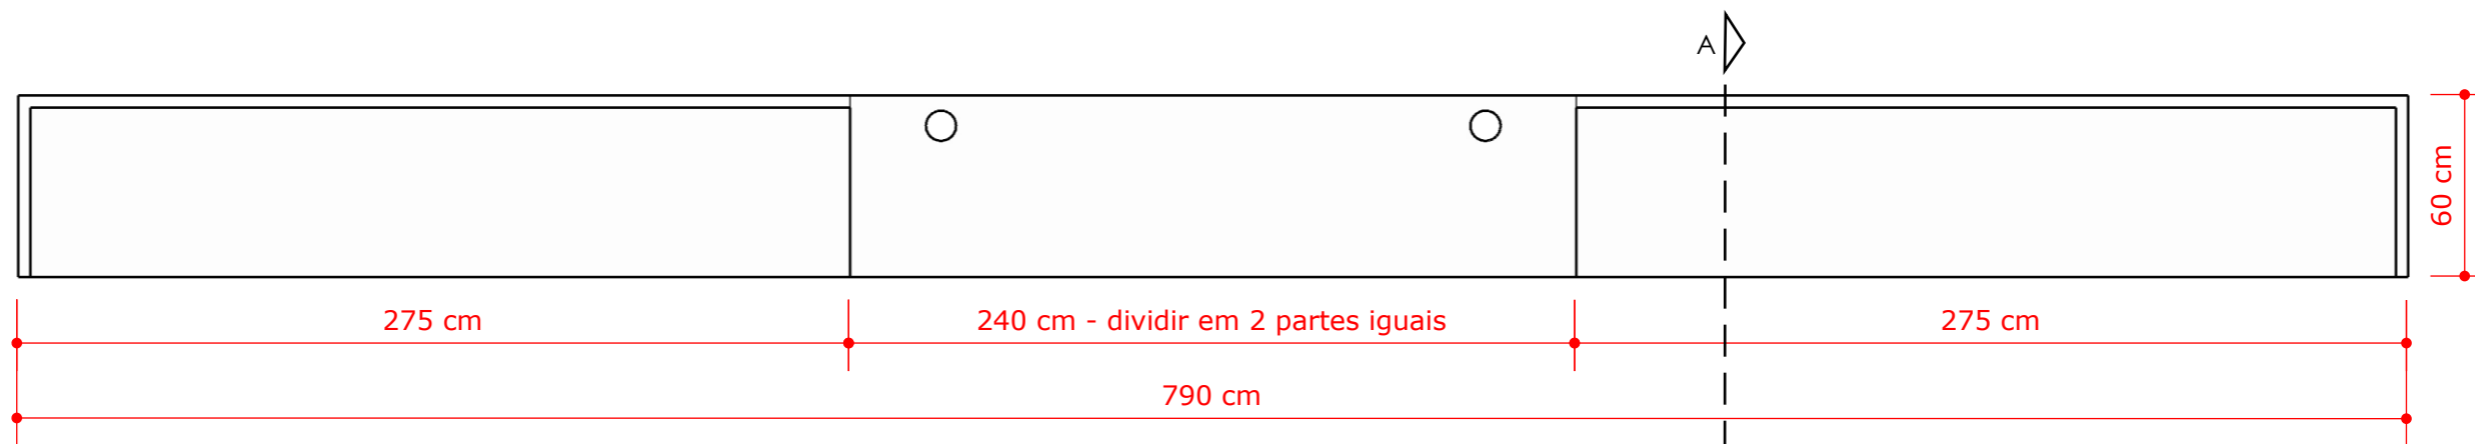 A
60 cm
275 cm
240 cm - dividir em 2 partes iguais
275 cm
790 cm